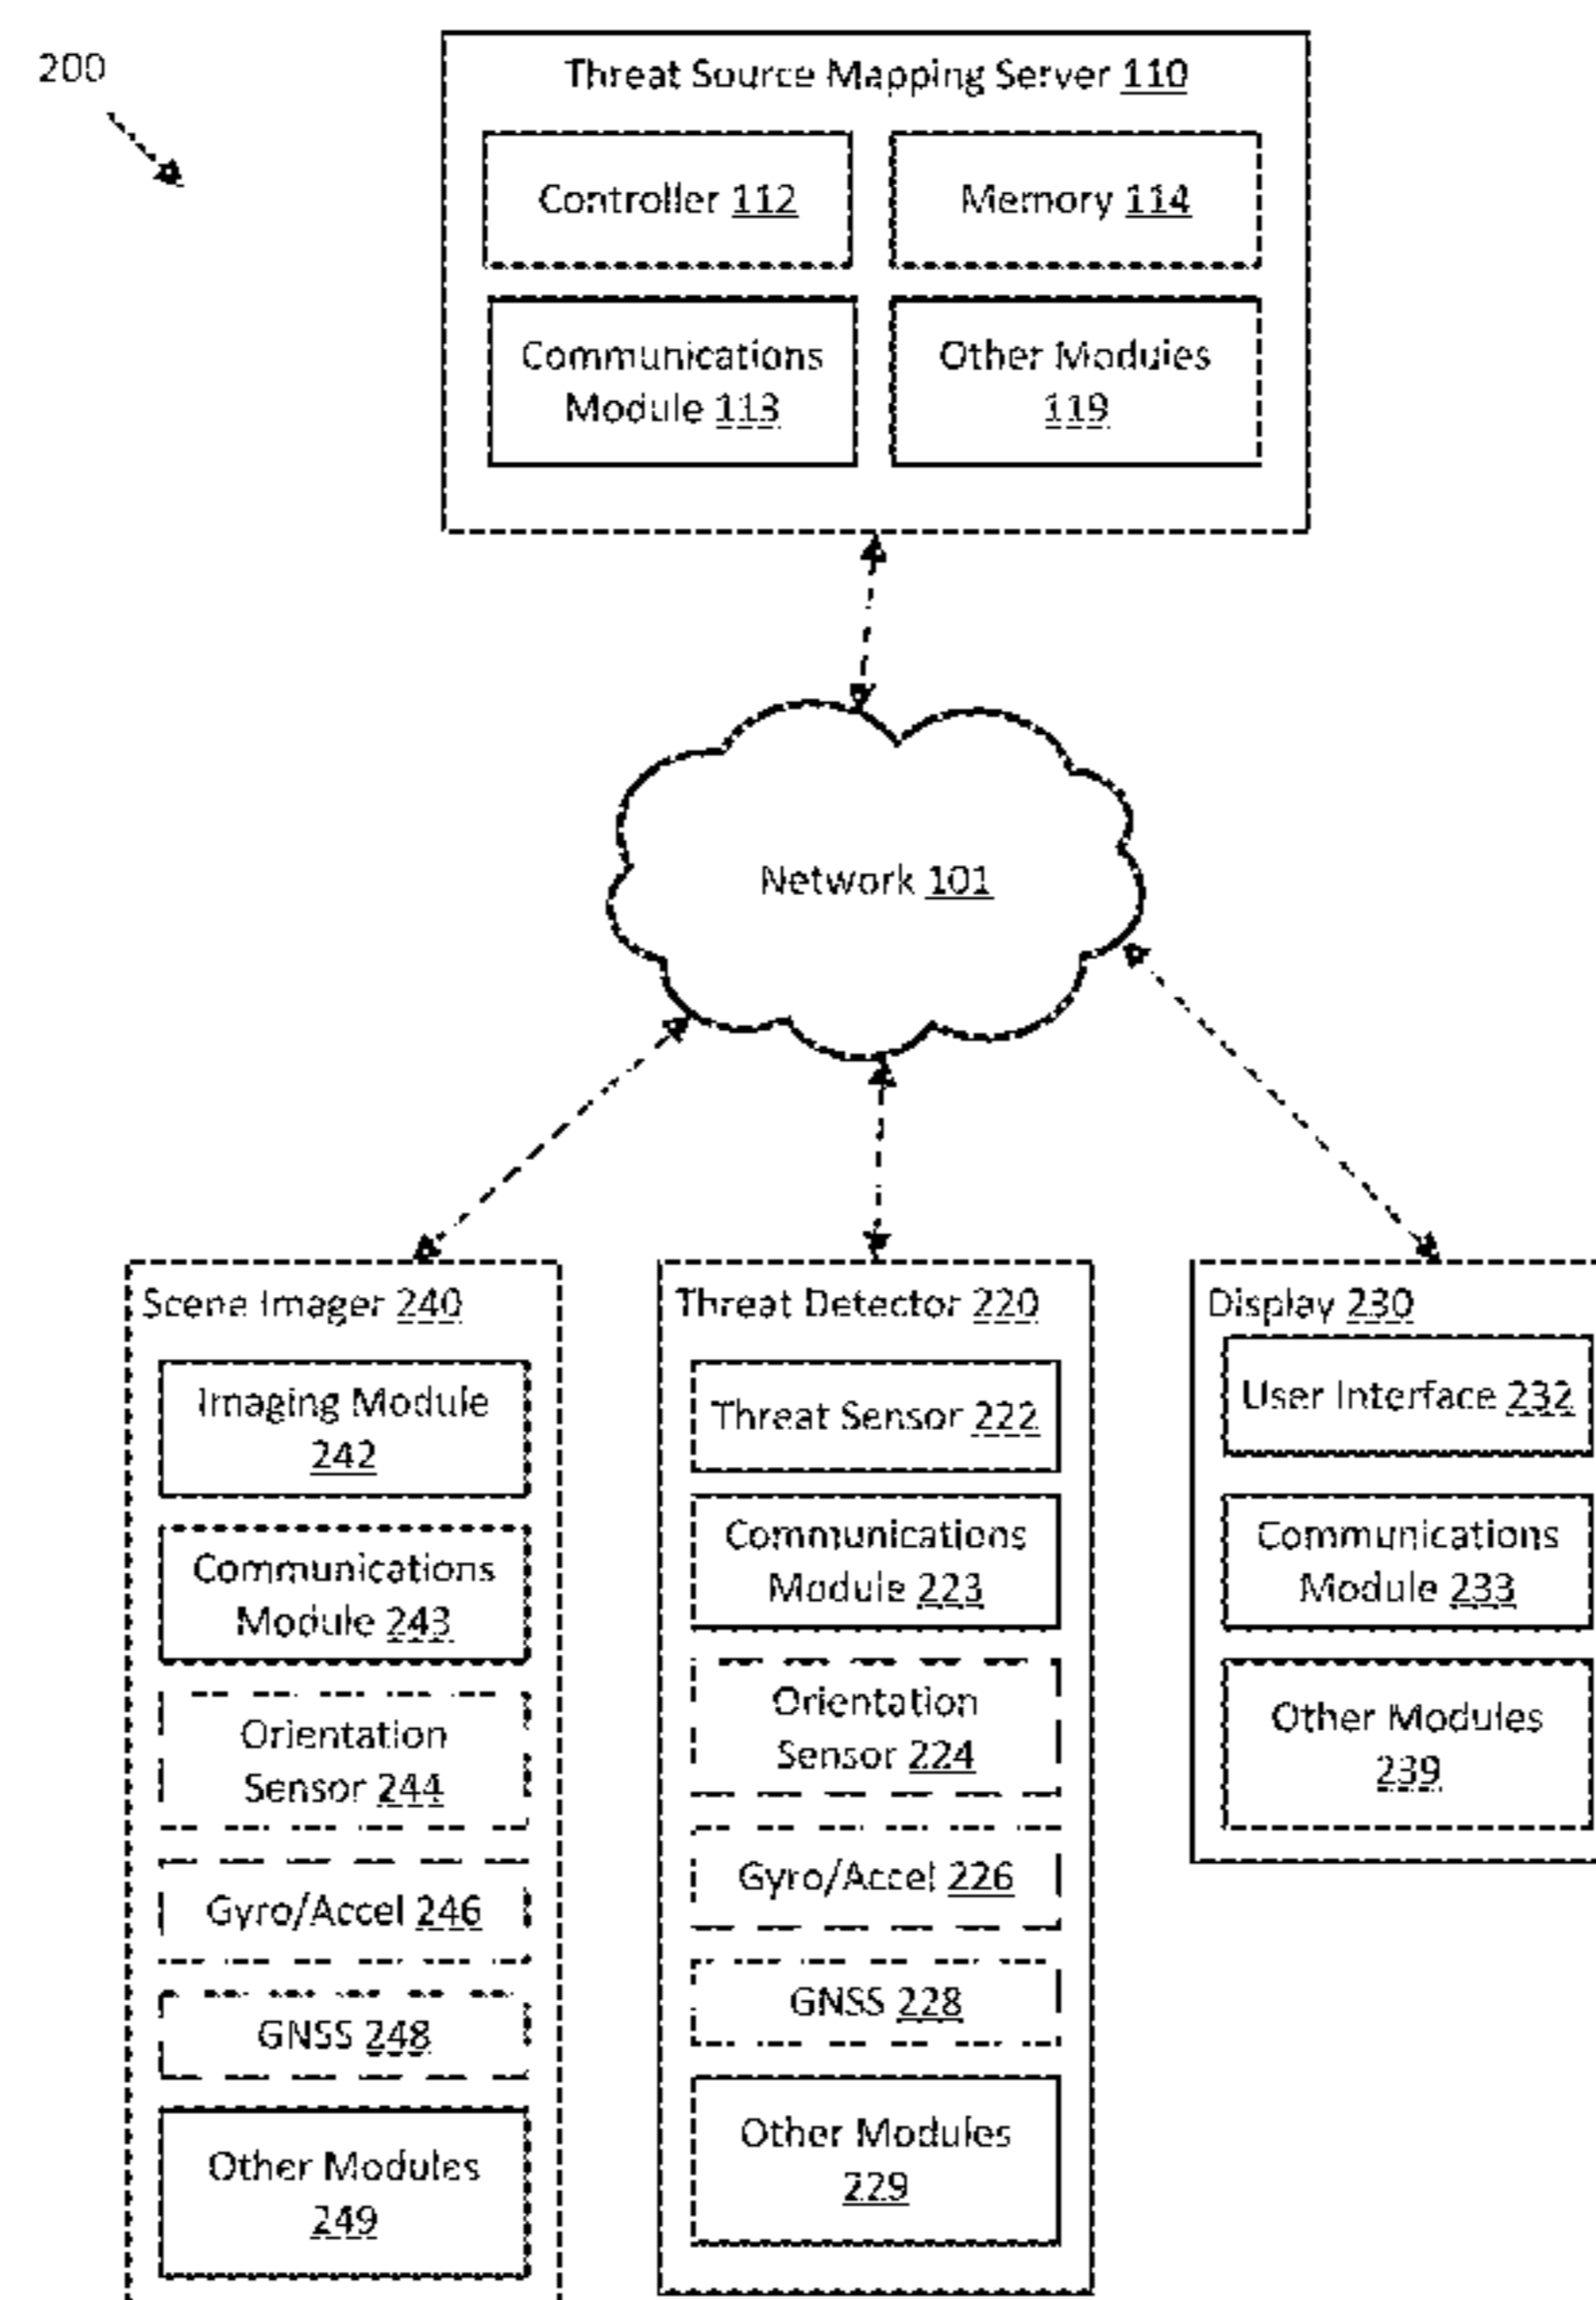 200
Threat Source Mapping Server 110
Controller 112
Memory 114
Communications
Module 113
Other Modules
119
Network 101
Scene Imager 240
Imaging Module
242
Communications
Module 243
Orientation
Sensor 244
Gyro/Accel 246
GNSS 248
Other Modules
249
Threat Detector 220
Threat Sensor 222
Communications
Module 223
Orientation
Sensor 224
Gyro/Accel 226
GNSS 228
Other Modules
229
Display 230
User Interface 232
Communications
Module 233
Other Modules
239